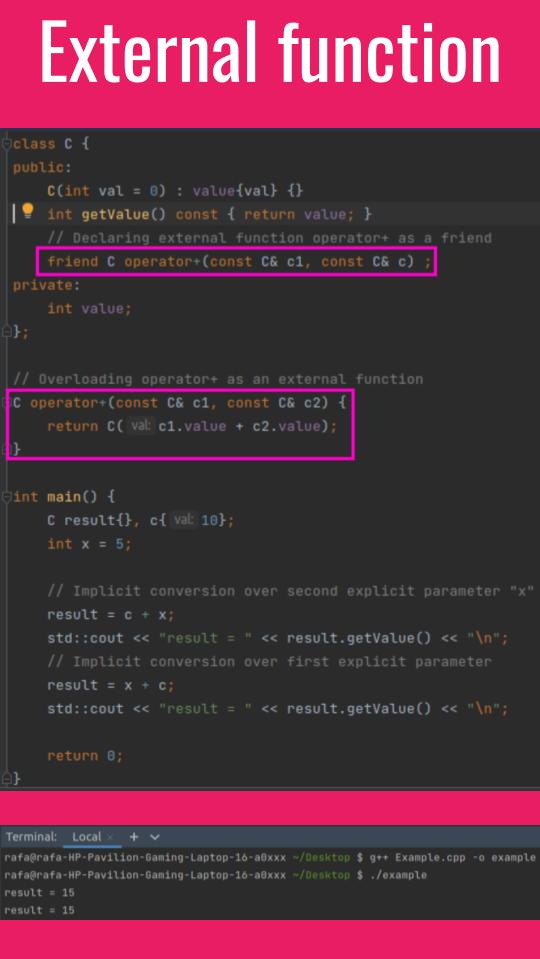 External function
class C {
public:
    C(int val = 0) : value{val} {}
    int getValue() const { return value; }
    // Declaring external function operator+ as a friend
    friend C operator+(const C& c1, const C& c) ;
private:
    int value;
};
// Overloading operator+ as an external function
C operator+(const C& c1, const C& c2) {
    return C( val: c1.value + c2.value);
}
int main() {
    C result{}, c{ val: 10};
    int x = 5;
    // Implicit conversion over second explicit parameter "x"
    result = c + x;
    std::cout << "result = " << result.getValue() << "\n";
    // Implicit conversion over first explicit parameter
    result = x + c;
    std::cout << "result = " << result.getValue() << "\n";
    return 0;
}
Terminal: Local × +
rafa@rafa-HP-Pavilion-Gaming-Laptop-16-a0xxx ~/Desktop $ g++ Example.cpp -o example
rafa@rafa-HP-Pavilion-Gaming-Laptop-16-a0xxx ~/Desktop $ ./example
result = 15
result = 15